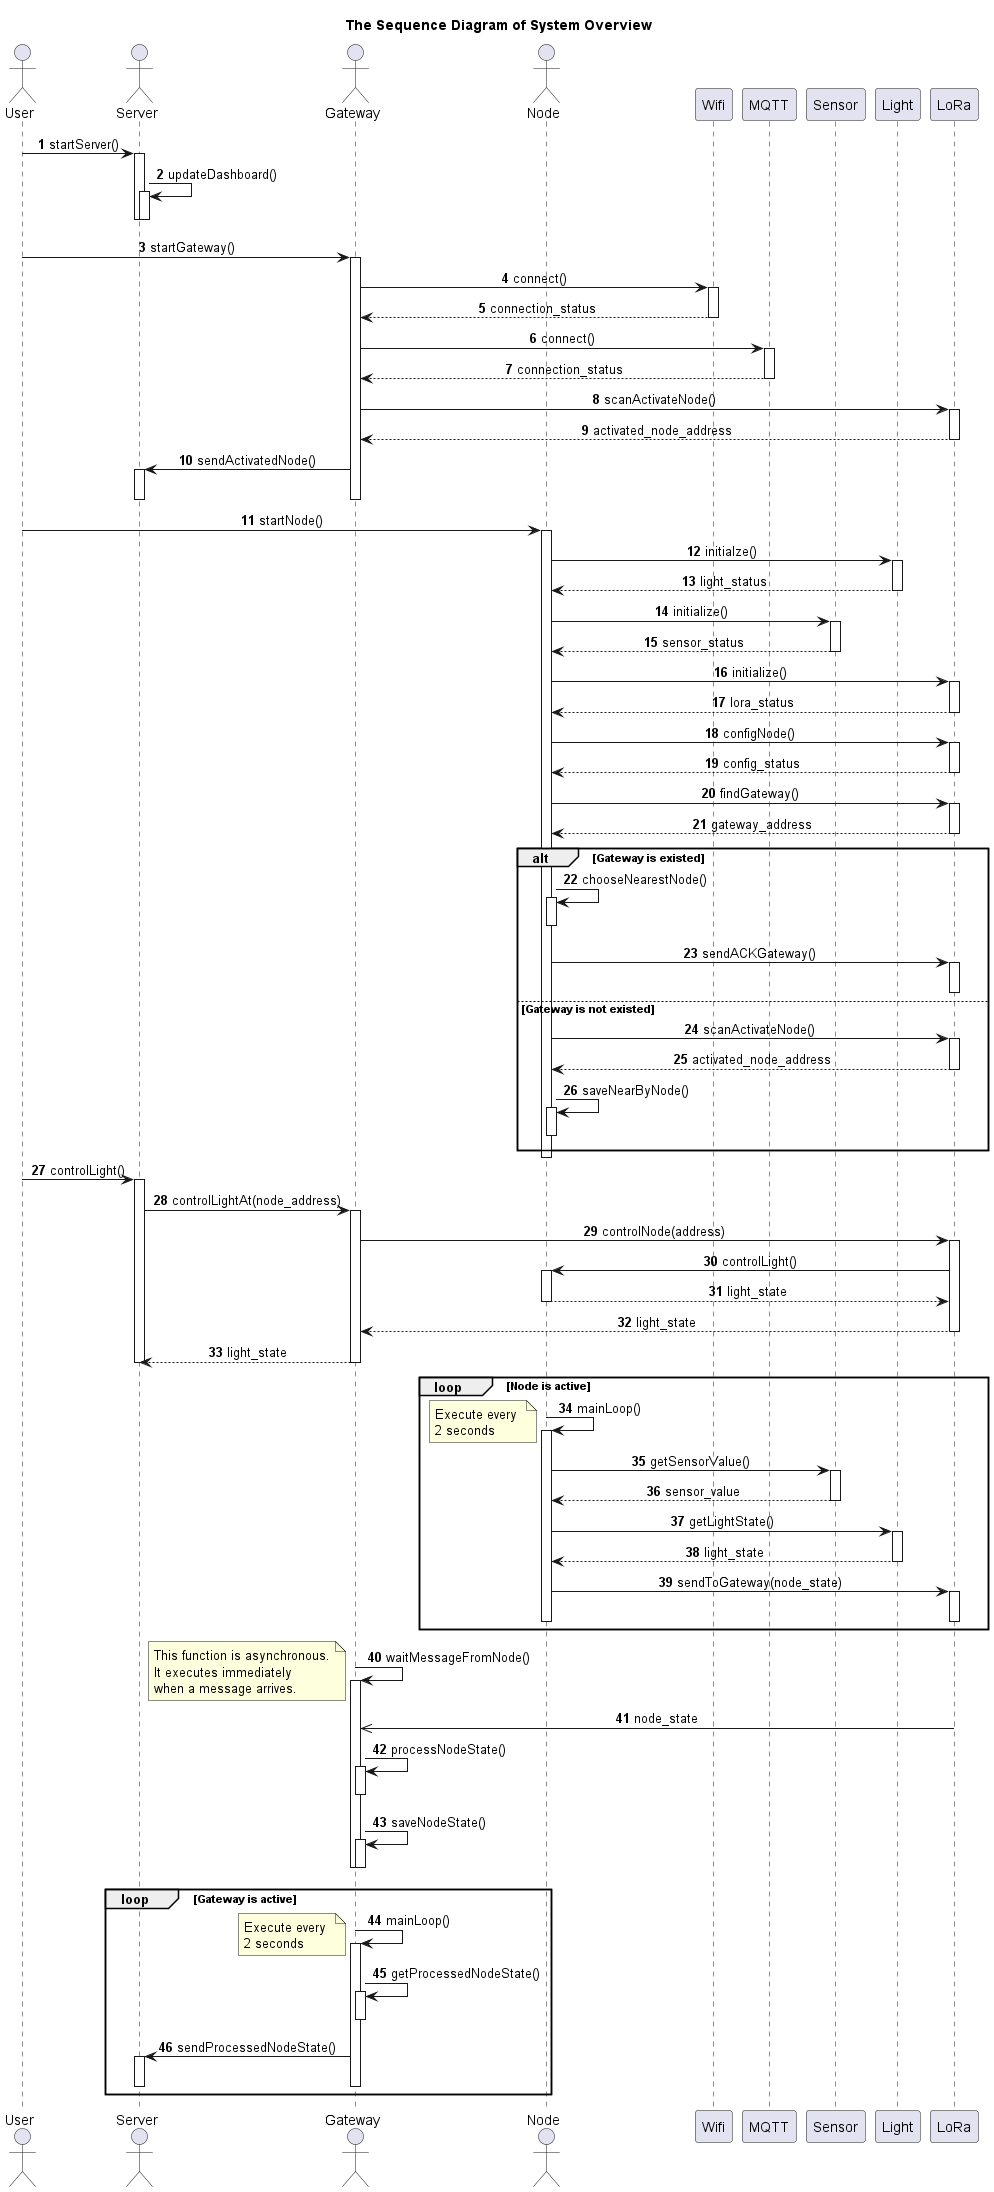 The Sequence Diagram of System Overview
User Server Gateway Node Wifi MQTT Sensor Light LoRa
1 startServer()
2 updateDashboard()
3 startGateway()
4 connect()
5 connection_status
6 connect()
7 connection_status
8 scanActivateNode()
9 activated_node_address
10 sendActivatedNode()
11 startNode()
12 initialze()
13 light_status
14 initialize()
15 sensor_status
16 initialize()
17 lora_status
18 configNode()
19 config_status
20 findGateway()
21 gateway_address
alt [Gateway is existed]
22 chooseNearestNode()
23 sendACKGateway()
[Gateway is not existed]
24 scanActivateNode()
25 activated_node_address
26 saveNearByNode()
27 controlLight()
28 controlLightAt(node_address)
29 controlNode(address)
30 controlLight()
31 light_state
32 light_state
33 light_state
loop [Node is active]
34 mainLoop()
Execute every
2 seconds
35 getSensorValue()
36 sensor_value
37 getLightState()
38 light_state
39 sendToGateway(node_state)
40 waitMessageFromNode()
This function is asynchronous.
It executes immediately
when a message arrives.
41 node_state
42 processNodeState()
43 saveNodeState()
loop [Gateway is active]
44 mainLoop()
Execute every
2 seconds
45 getProcessedNodeState()
46 sendProcessedNodeState()
User Server Gateway Node Wifi MQTT Sensor Light LoRa